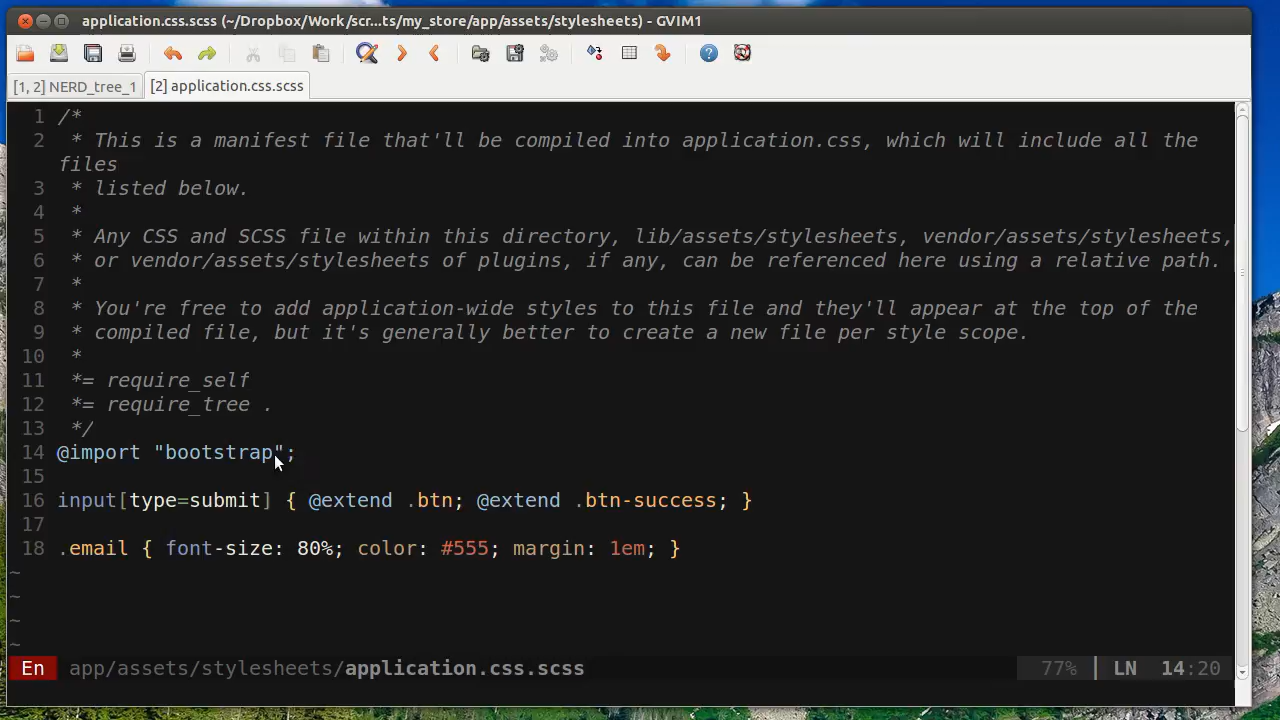 application.css.scss (~/Dropbox/Work/scr...ts/my_store/app/assets/stylesheets) - GVIM1
[1, 2] NERD_tree_1 [2] application.css.scss
1 /*
2  * This is a manifest file that'll be compiled into application.css, which will include all the
files
3  * listed below.
4  *
5  * Any CSS and SCSS file within this directory, lib/assets/stylesheets, vendor/assets/stylesheets,
6  * or vendor/assets/stylesheets of plugins, if any, can be referenced here using a relative path.
7  *
8  * You're free to add application-wide styles to this file and they'll appear at the top of the
9  * compiled file, but it's generally better to create a new file per style scope.
10  *
11  *= require_self
12  *= require_tree .
13  */
14 @import "bootstrap";
15
16 input[type=submit] { @extend .btn; @extend .btn-success; }
17
18 .email { font-size: 80%; color: #555; margin: 1em; }
~
~
~
~
En app/assets/stylesheets/application.css.scss 77% | LN 14:20